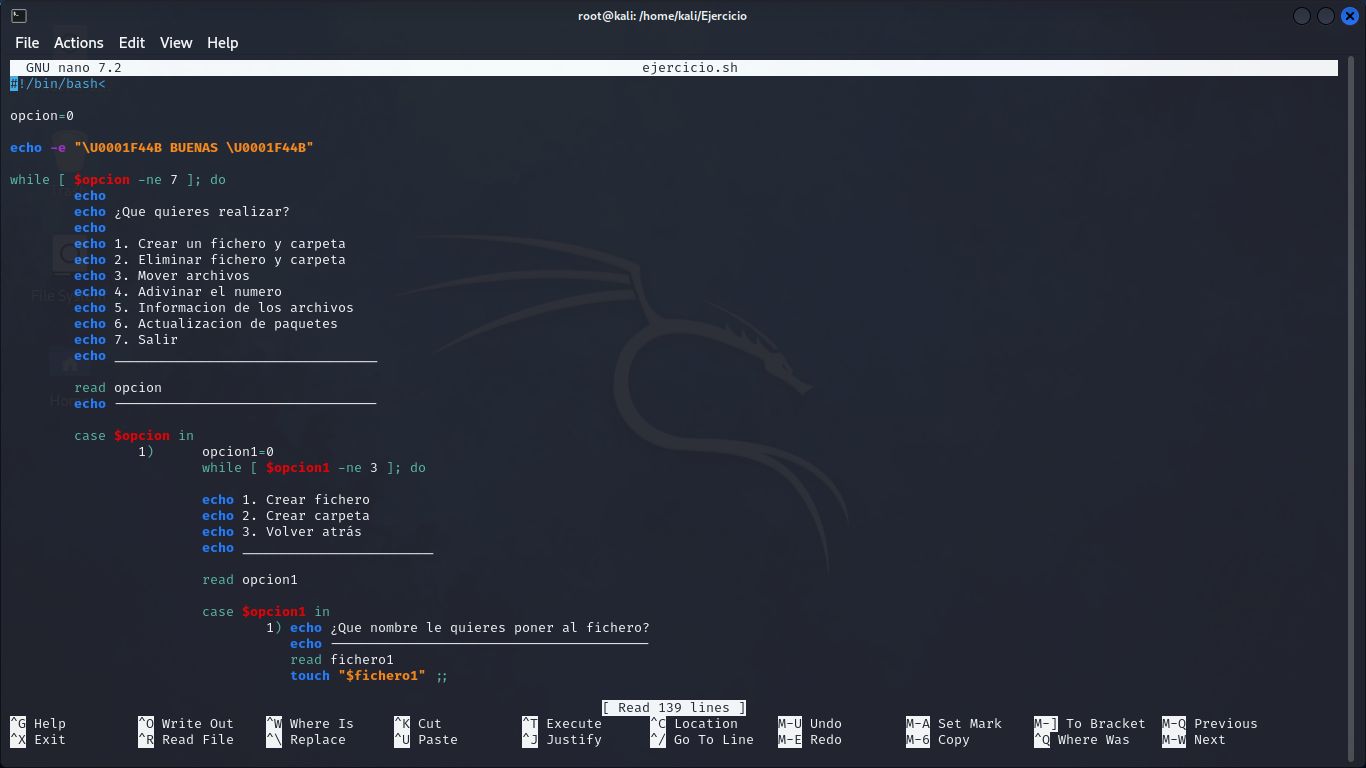 root@kali: /home/kali/Ejercicio
File Actions Edit View Help
GNU nano 7.2 ejercicio.sh
#!/bin/bash<
opcion=0
echo -e "\U0001F44B BUENAS \U0001F44B"
while [ $opcion -ne 7 ]; do
echo
echo ¿Que quieres realizar?
echo
echo 1. Crear un fichero y carpeta
echo 2. Eliminar fichero y carpeta
echo 3. Mover archivos
echo 4. Adivinar el numero
echo 5. Informacion de los archivos
echo 6. Actualizacion de paquetes
echo 7. Salir
echo _________________________________
read opcion
echo ─────────────────────────────────
case $opcion in
1) opcion1=0
while [ $opcion1 -ne 3 ]; do
echo 1. Crear fichero
echo 2. Crear carpeta
echo 3. Volver atrás
echo ________________________
read opcion1
case $opcion1 in
1) echo ¿Que nombre le quieres poner al fichero?
echo ────────────────────────────────────────
read fichero1
touch "$fichero1" ;;
[ Read 139 lines ]
^G Help ^O Write Out ^W Where Is ^K Cut ^T Execute ^C Location M-U Undo M-A Set Mark M-] To Bracket M-Q Previous
^X Exit ^R Read File ^\ Replace ^U Paste ^J Justify ^/ Go To Line M-E Redo M-6 Copy ^Q Where Was M-W Next